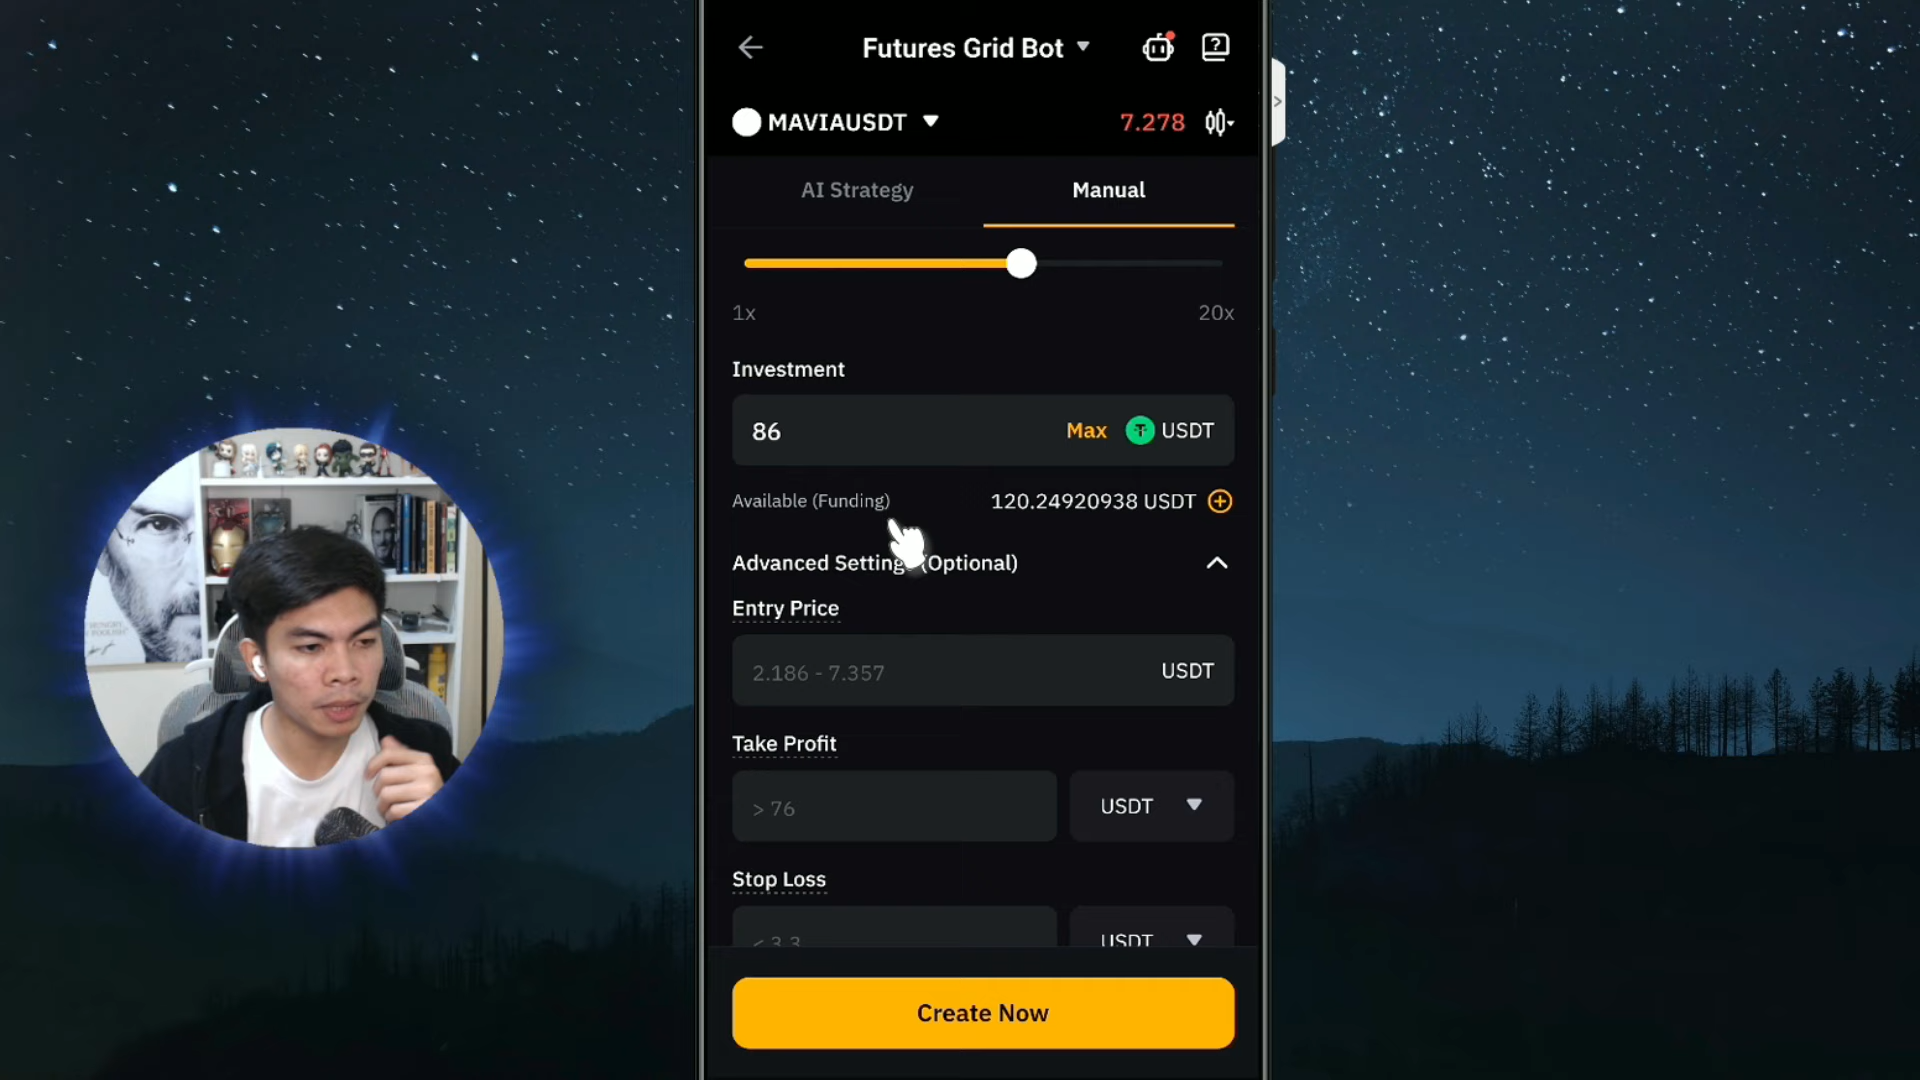 Futures Grid Bot
MAVIAUSDT 7.278
AI Strategy Manual
1x 20x
Investment
86 Max USDT
Available (Funding) 120.24920938 USDT
Advanced Setting (Optional)
Entry Price
2.186 - 7.357 USDT
Take Profit
> 76 USDT
Stop Loss
< 3.3 USDT
Create Now